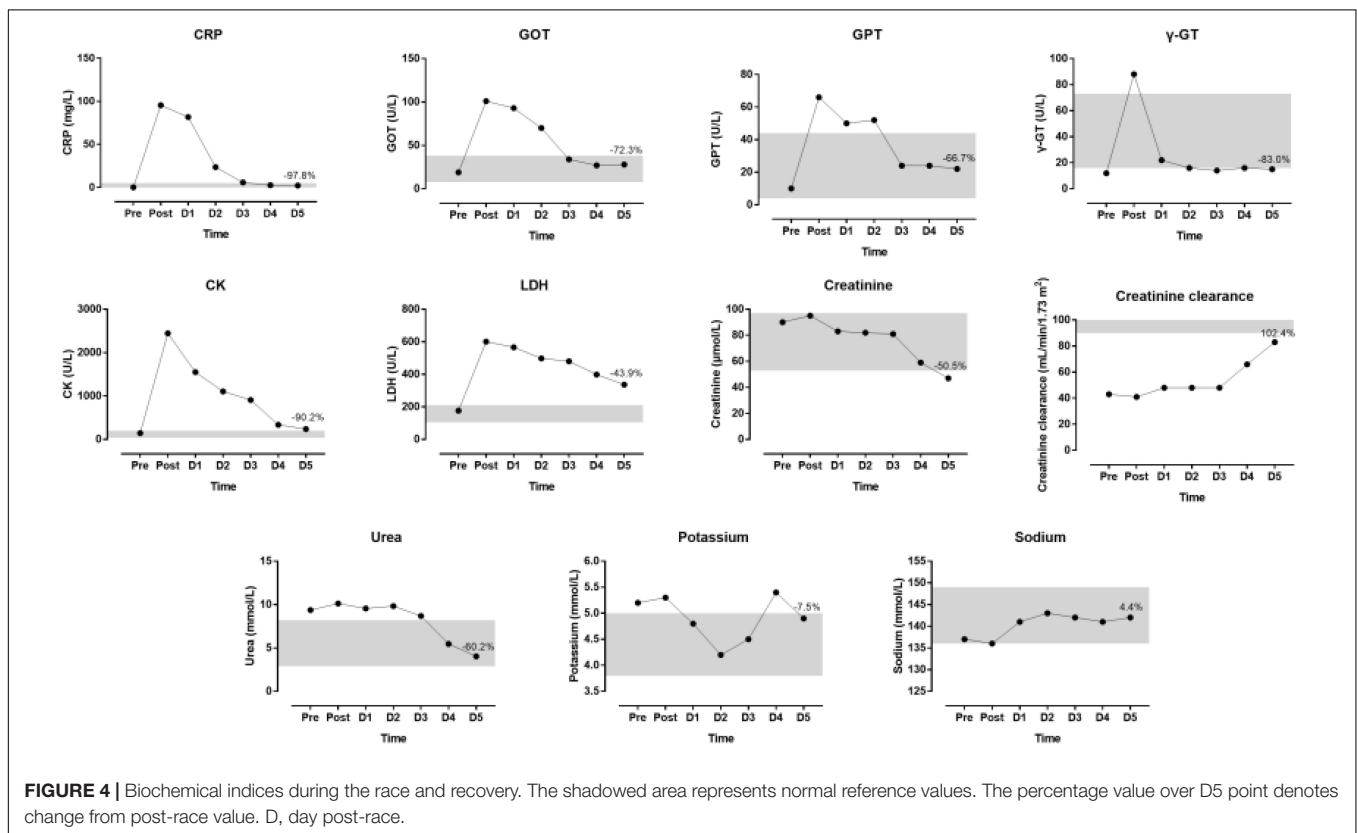 CRP
CRP (mg/L)
150
100
50
0
-97.8%
Pre Post D1 D2 D3 D4 D5
Time
GOT
GOT (U/L)
150
100
50
0
-72.3%
Pre Post D1 D2 D3 D4 D5
Time
GPT
GPT (U/L)
80
60
40
20
0
-66.7%
Pre Post D1 D2 D3 D4 D5
Time
γ-GT
γ-GT (U/L)
100
80
60
40
20
0
-83.0%
Pre Post D1 D2 D3 D4 D5
Time
CK
CK (U/L)
3000
2000
1000
0
-90.2%
Pre Post D1 D2 D3 D4 D5
Time
LDH
LDH (U/L)
800
600
400
200
0
-43.9%
Pre Post D1 D2 D3 D4 D5
Time
Creatinine
Creatinine (μmol/L)
100
80
60
40
20
0
-50.5%
Pre Post D1 D2 D3 D4 D5
Time
Creatinine clearance
Creatinine clearance (mL/min/1.73 m²)
100
80
60
40
20
0
102.4%
Pre Post D1 D2 D3 D4 D5
Time
Urea
Urea (mmol/L)
15
10
5
0
-60.2%
Pre Post D1 D2 D3 D4 D5
Time
Potassium
Potassium (mmol/L)
6.0
5.5
5.0
4.5
4.0
3.5
-7.5%
Pre Post D1 D2 D3 D4 D5
Time
Sodium
Sodium (mmol/L)
155
150
145
140
135
130
125
4.4%
Pre Post D1 D2 D3 D4 D5
Time
FIGURE 4 | Biochemical indices during the race and recovery. The shadowed area represents normal reference values. The percentage value over D5 point denotes
change from post-race value. D, day post-race.